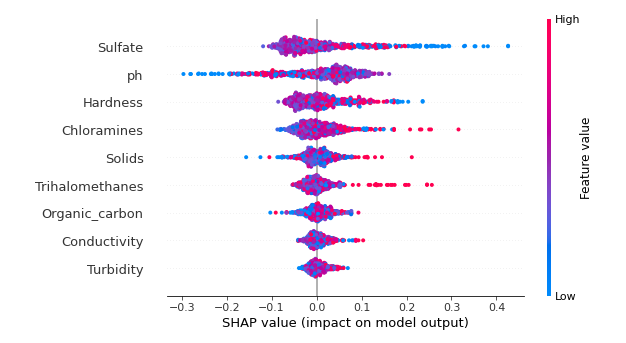 High
Sulfate
ph
Hardness
Chloramines
Solids
Trihalomethanes
Organic_carbon
Conductivity
Turbidity
Feature value
Low
−0.3 −0.2 −0.1 0.0 0.1 0.2 0.3 0.4
SHAP value (impact on model output)